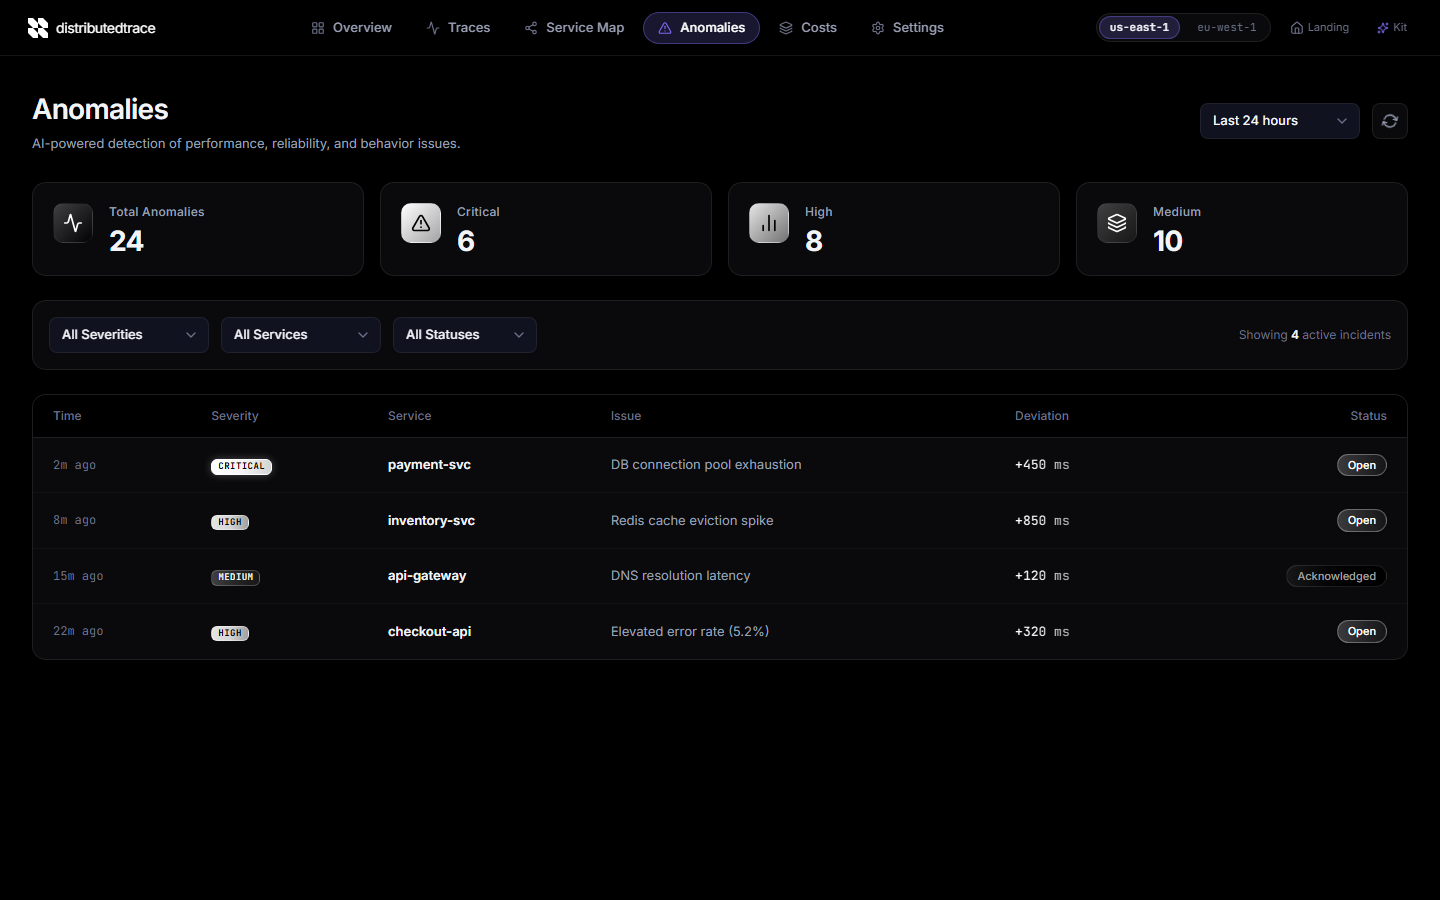 distributedtrace
Overview
Traces
Service Map
Anomalies
Costs
Settings
us-east-1
eu-west-1
Landing
Kit
Anomalies
AI-powered detection of performance, reliability, and behavior issues.
Last 24 hours
Total Anomalies
24
Critical
6
High
8
Medium
10
All Severities
All Services
All Statuses
Showing 4 active incidents
Time Severity Service Issue Deviation Status
2m ago CRITICAL payment-svc DB connection pool exhaustion +450 ms Open
8m ago HIGH inventory-svc Redis cache eviction spike +850 ms Open
15m ago MEDIUM api-gateway DNS resolution latency +120 ms Acknowledged
22m ago HIGH checkout-api Elevated error rate (5.2%) +320 ms Open